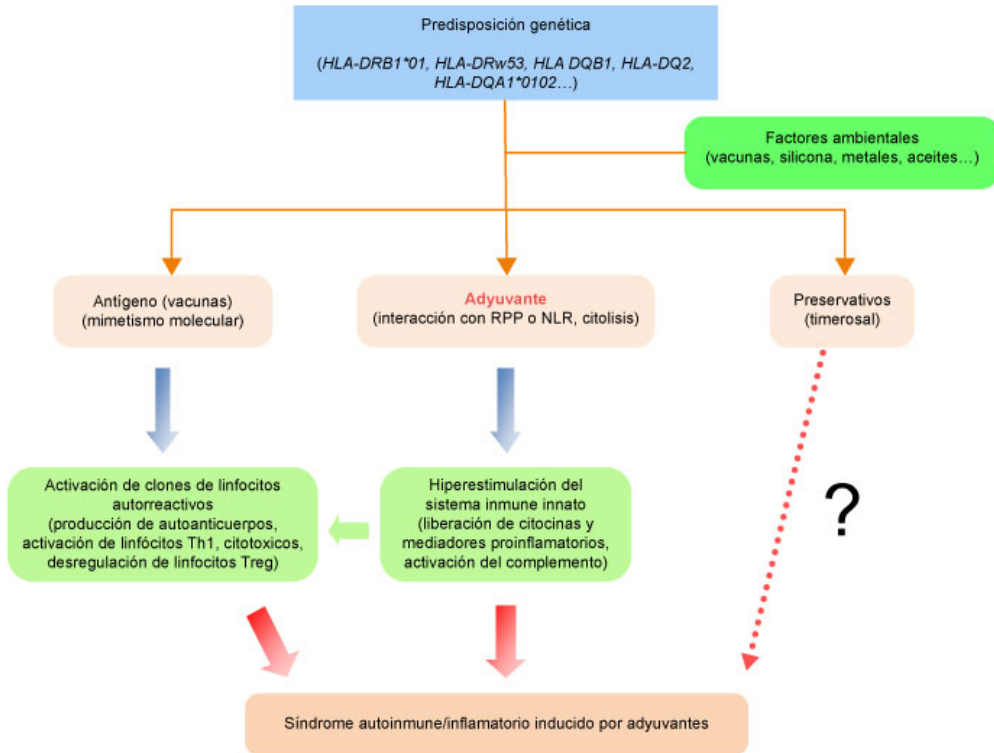 Predisposición genética
(HLA-DRB1*01, HLA-DRw53, HLA DQB1, HLA-DQ2,
HLA-DQA1*0102…)
Factores ambientales
(vacunas, silicona, metales, aceites…)
Antígeno (vacunas)
(mimetismo molecular)
Adyuvante
(interacción con RPP o NLR, citolisis)
Preservativos
(timerosal)
Activación de clones de linfocitos
autorreactivos
(producción de autoanticuerpos,
activación de linfócitos Th1, citotoxicos,
desregulación de linfocitos Treg)
Hiperestimulación del
sistema inmune innato
(liberación de citocinas y
mediadores proinflamatorios,
activación del complemento)
?
Síndrome autoinmune/inflamatorio inducido por adyuvantes